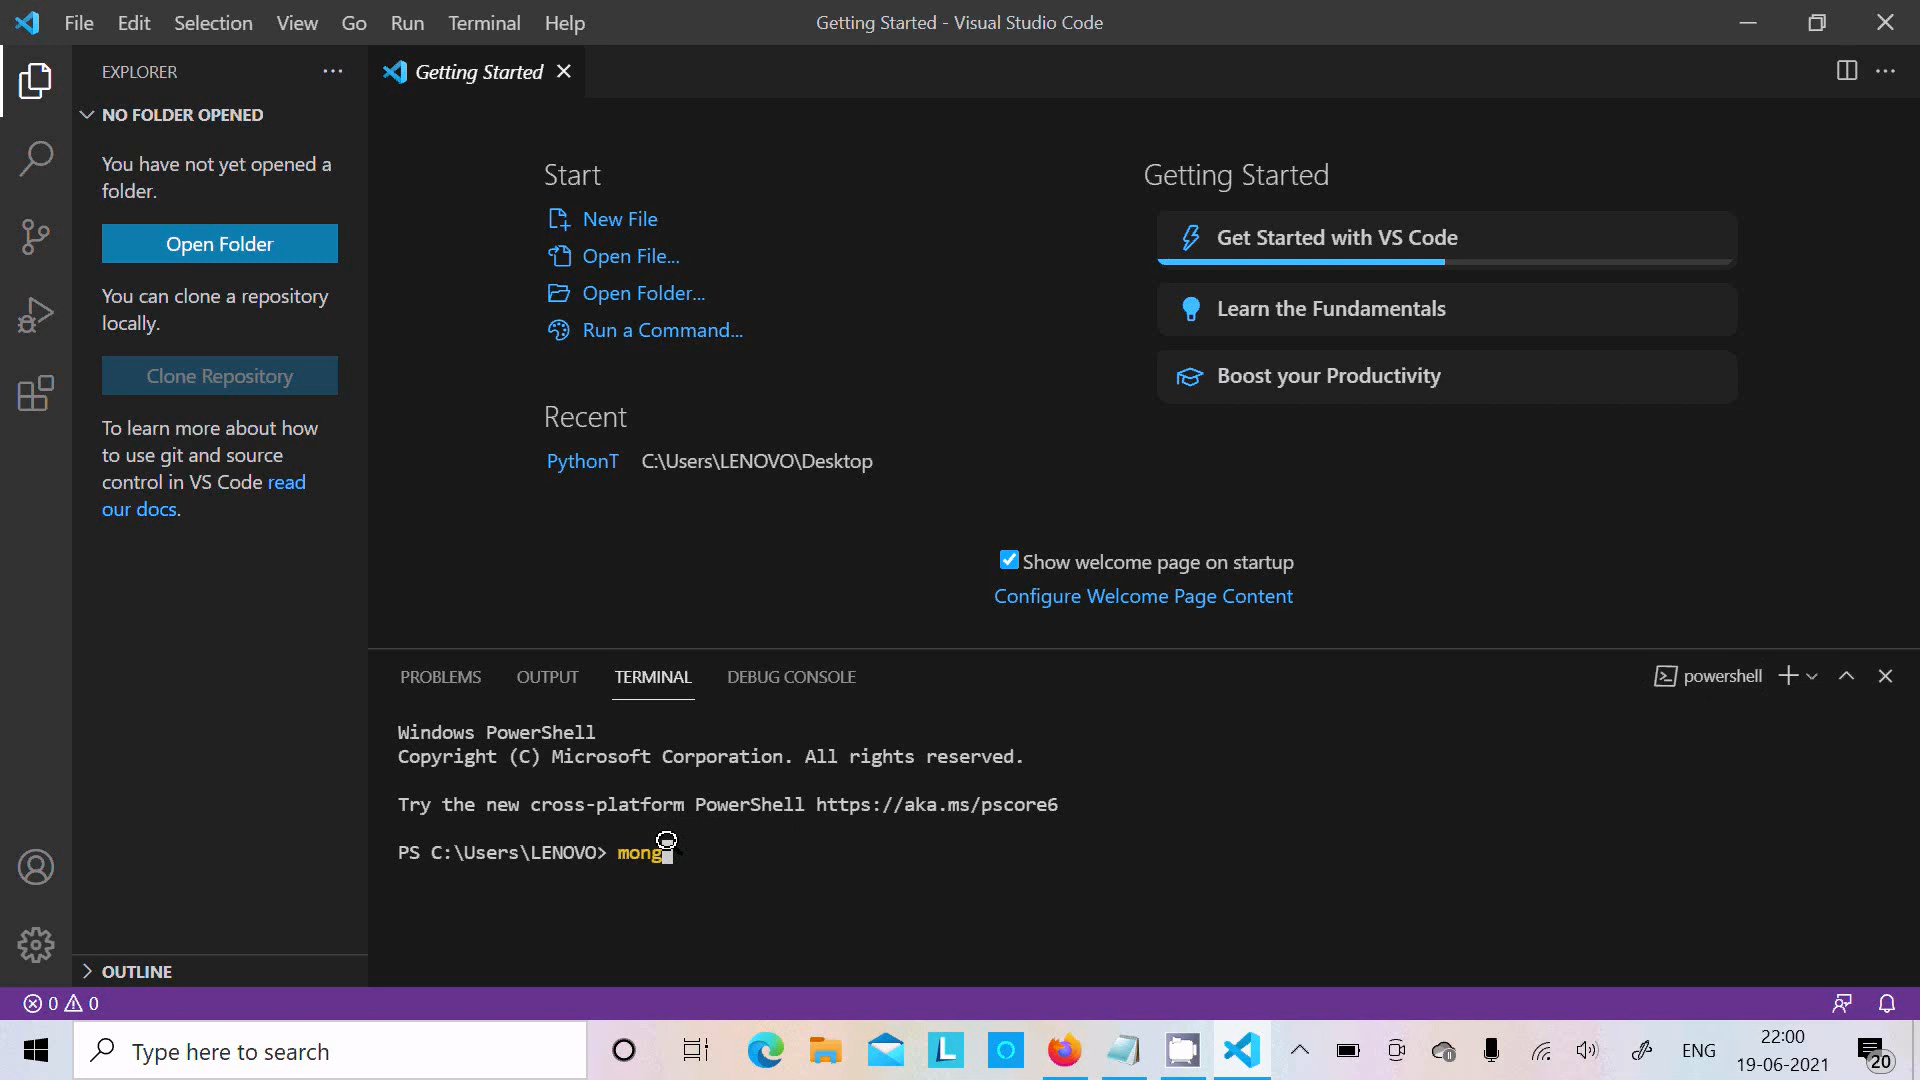 File Edit Selection View Go Run Terminal Help
Getting Started - Visual Studio Code
EXPLORER
NO FOLDER OPENED
You have not yet opened a
folder.
Open Folder
You can clone a repository
locally.
Clone Repository
To learn more about how
to use git and source
control in VS Code read
our docs.
OUTLINE
Getting Started
Start
New File
Open File...
Open Folder...
Run a Command...
Recent
PythonT C:\Users\LENOVO\Desktop
Getting Started
Get Started with VS Code
Learn the Fundamentals
Boost your Productivity
Show welcome page on startup
Configure Welcome Page Content
PROBLEMS OUTPUT TERMINAL DEBUG CONSOLE
powershell
Windows PowerShell
Copyright (C) Microsoft Corporation. All rights reserved.
Try the new cross-platform PowerShell https://aka.ms/pscore6
PS C:\Users\LENOVO> mong
0 0
Type here to search
L
O
ENG
22:00
19-06-2021
20